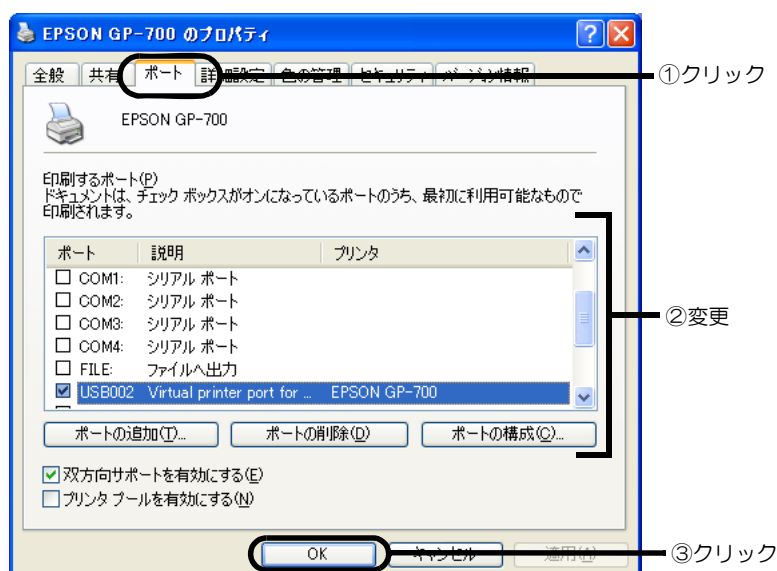 EPSON GP-700 のプロパティ
全般 共有 ポート 詳細設定 色の管理 セキュリティ バージョン情報
①クリック
EPSON GP-700
印刷するポート(P)
ドキュメントは、チェック ボックスがオンになっているポートのうち、最初に利用可能なもので
印刷されます。
ポート 説明 プリンタ
COM1: シリアル ポート
COM2: シリアル ポート
COM3: シリアル ポート
②変更
COM4: シリアル ポート
FILE: ファイルへ出力
USB002 Virtual printer port for ... EPSON GP-700
ポートの追加(T)... ポートの削除(D) ポートの構成(C)...
双方向サポートを有効にする(E)
プリンタ プールを有効にする(N)
OK キャンセル 適用(A)
③クリック